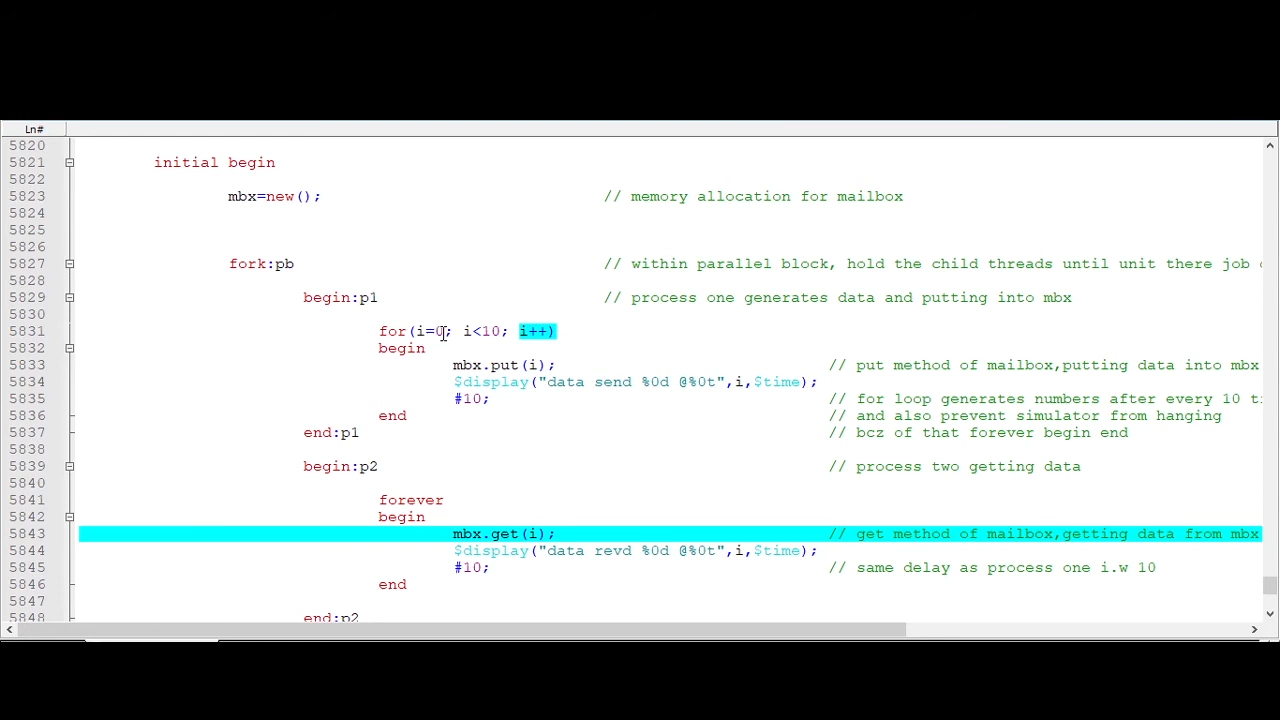 Ln#
5820
5821 initial begin
5822
5823 mbx=new(); // memory allocation for mailbox
5824
5825
5826
5827 fork:pb // within parallel block, hold the child threads until unit there job
5828
5829 begin:p1 // process one generates data and putting into mbx
5830
5831 for(i=0; i<10; i++)
5832 begin
5833 mbx.put(i); // put method of mailbox,putting data into mbx
5834 $display("data send %0d @%0t",i,$time);
5835 #10; // for loop generates numbers after every 10 ti
5836 end // and also prevent simulator from hanging
5837 end:p1 // bcz of that forever begin end
5838
5839 begin:p2 // process two getting data
5840
5841 forever
5842 begin
5843 mbx.get(i); // get method of mailbox,getting data from mbx
5844 $display("data revd %0d @%0t",i,$time);
5845 #10; // same delay as process one i.w 10
5846 end
5847
5848 end:p2